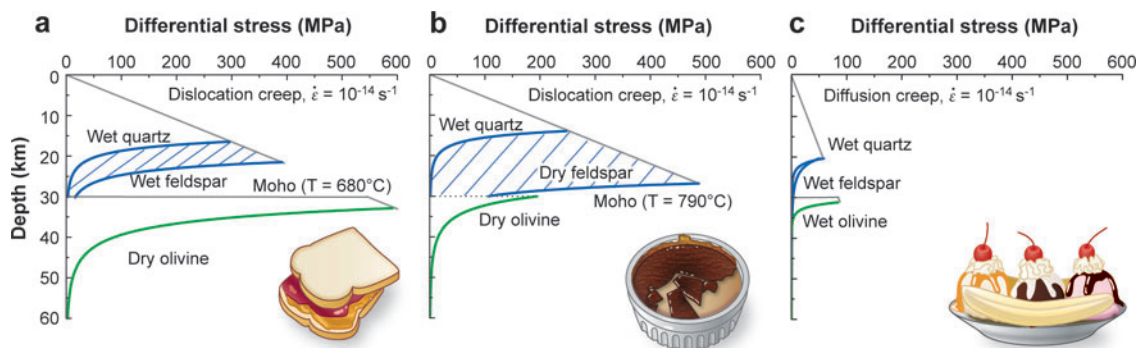 a
Differential stress (MPa)
0 100 200 300 400 500 600
Depth (km)
0
10
20
30
40
50
60
Dislocation creep, ε̇ = 10⁻¹⁴ s⁻¹
Wet quartz
Wet feldspar
Moho (T = 680°C)
Dry olivine
b
Differential stress (MPa)
0 100 200 300 400 500 600
Dislocation creep, ε̇ = 10⁻¹⁴ s⁻¹
Wet quartz
Dry feldspar
Moho (T = 790°C)
Dry olivine
c
Differential stress (MPa)
0 100 200 300 400 500 600
Diffusion creep, ε̇ = 10⁻¹⁴ s⁻¹
Wet quartz
Wet feldspar
Wet olivine